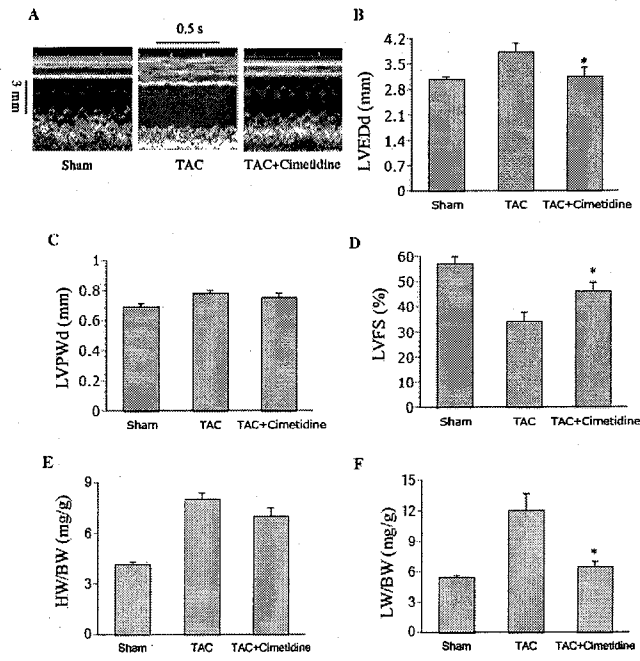 A
0.5 s
3 mm
Sham
TAC
TAC+Cimetidine
B
LVEDd (mm)
4.2
3.5
2.8
2.1
1.4
0.7
0
*
Sham
TAC
TAC+Cimetidine
C
LVPWd (mm)
1
0.8
0.6
0.4
0.2
0
Sham
TAC
TAC+Cimetidine
D
LVFS (%)
60
50
40
30
20
10
0
*
Sham
TAC
TAC+Cimetidine
E
HW/BW (mg/g)
9
6
3
0
Sham
TAC
TAC+Cimetidine
F
LW/BW (mg/g)
15
12
9
6
3
0
*
Sham
TAC
TAC+Cimetidine